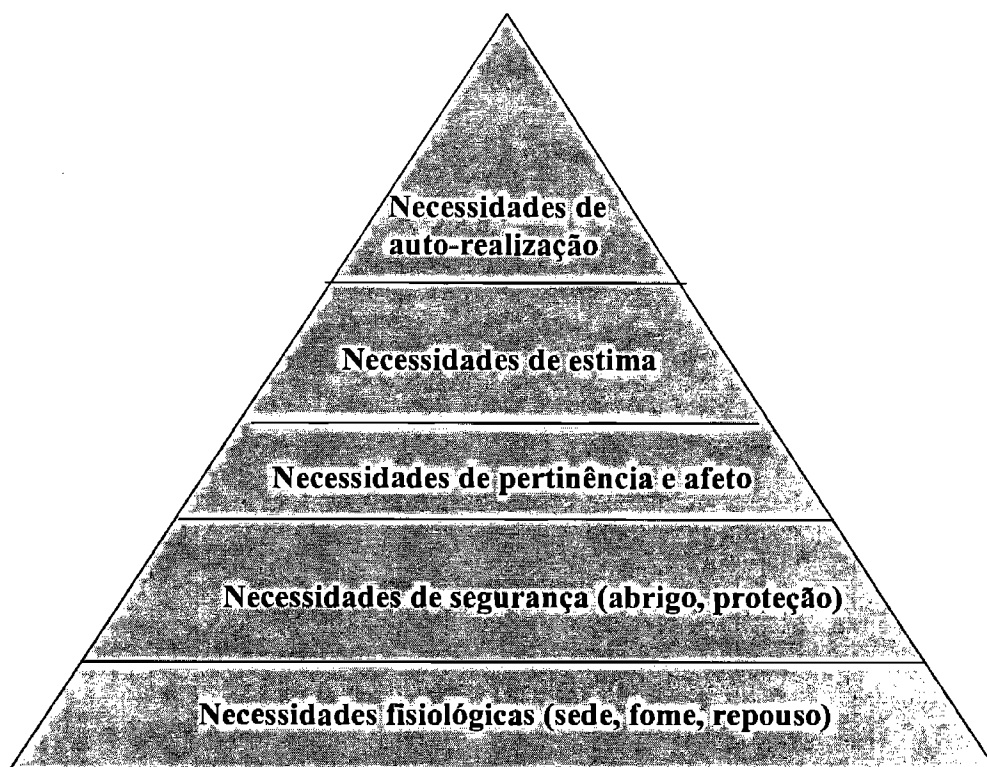 Necessidades de
auto-realização
Necessidades de estima
Necessidades de pertinência e afeto
Necessidades de segurança (abrigo, proteção)
Necessidades fisiológicas (sede, fome, repouso)